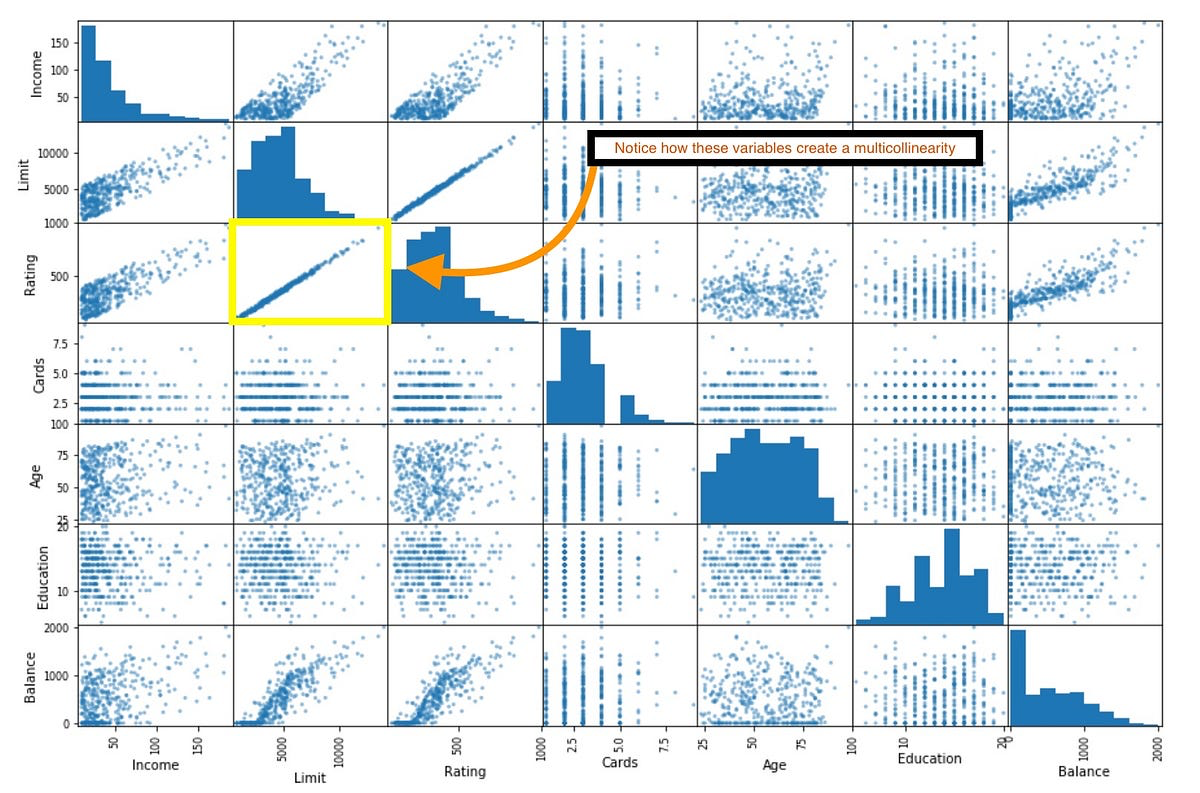 Income
150
100
50
Limit
10000
5000
Notice how these variables create a multicollinearity
Rating
1000
500
Cards
7.5
5.0
2.5
Age
100
75
50
25
Education
20
10
Balance
2000
1000
0
50 100 150
5000 10000
500 1000
2.5 5.0 7.5
25 50 75 100
10 20
0 1000 2000
Income
Limit
Rating
Cards
Age
Education
Balance